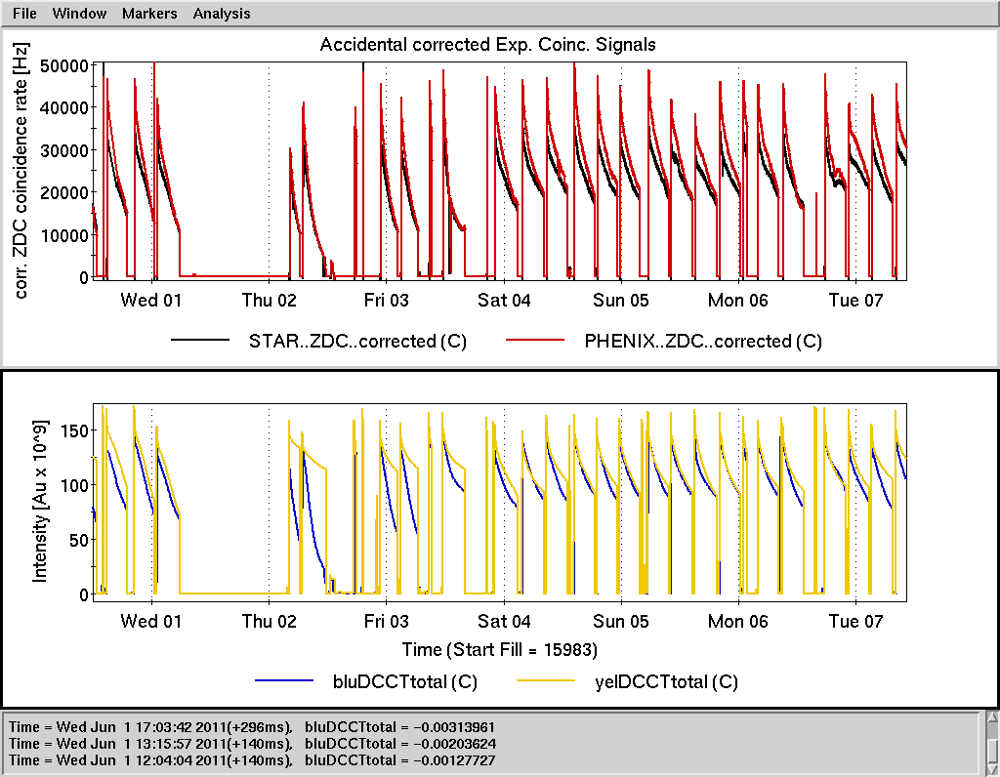 File Window Markers Analysis
Accidental corrected Exp. Coinc. Signals
corr. ZDC coincidence rate [Hz]
50000
40000
30000
20000
10000
0
Wed 01 Thu 02 Fri 03 Sat 04 Sun 05 Mon 06 Tue 07
STAR..ZDC..corrected (C) PHENIX..ZDC..corrected (C)
Intensity [Au x 10^9]
150
100
50
0
Wed 01 Thu 02 Fri 03 Sat 04 Sun 05 Mon 06 Tue 07
Time (Start Fill = 15983)
bluDCCTtotal (C) yelDCCTtotal (C)
Time = Wed Jun 1 17:03:42 2011(+296ms), bluDCCTtotal = −0.00313961
Time = Wed Jun 1 13:15:57 2011(+140ms), bluDCCTtotal = −0.00203624
Time = Wed Jun 1 12:04:04 2011(+140ms), bluDCCTtotal = −0.00127727